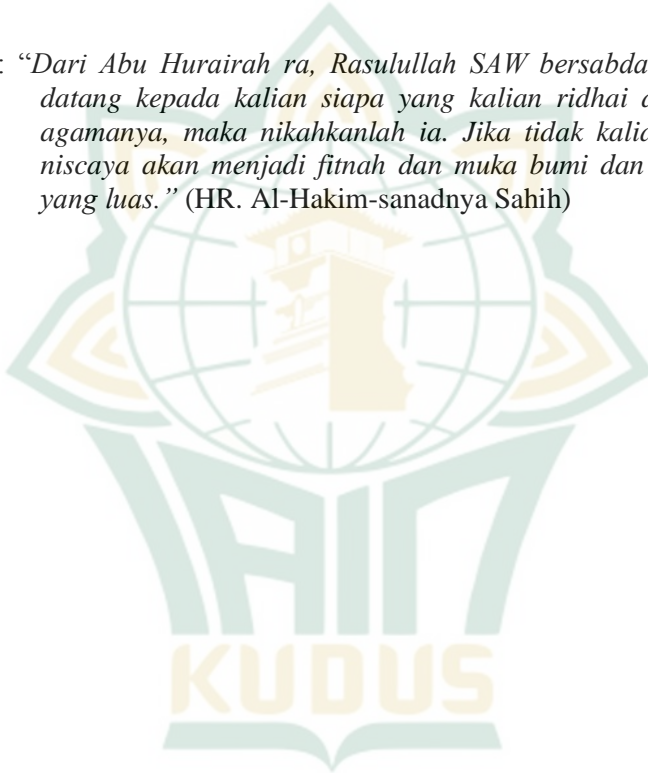 : “Dari Abu Hurairah ra, Rasulullah SAW bersabda
datang kepada kalian siapa yang kalian ridhai
agamanya, maka nikahkanlah ia. Jika tidak
niscaya akan menjadi fitnah dan muka bumi dan
yang luas.” (HR. Al-Hakim-sanadnya Sahih)
IAIN
KUDUS